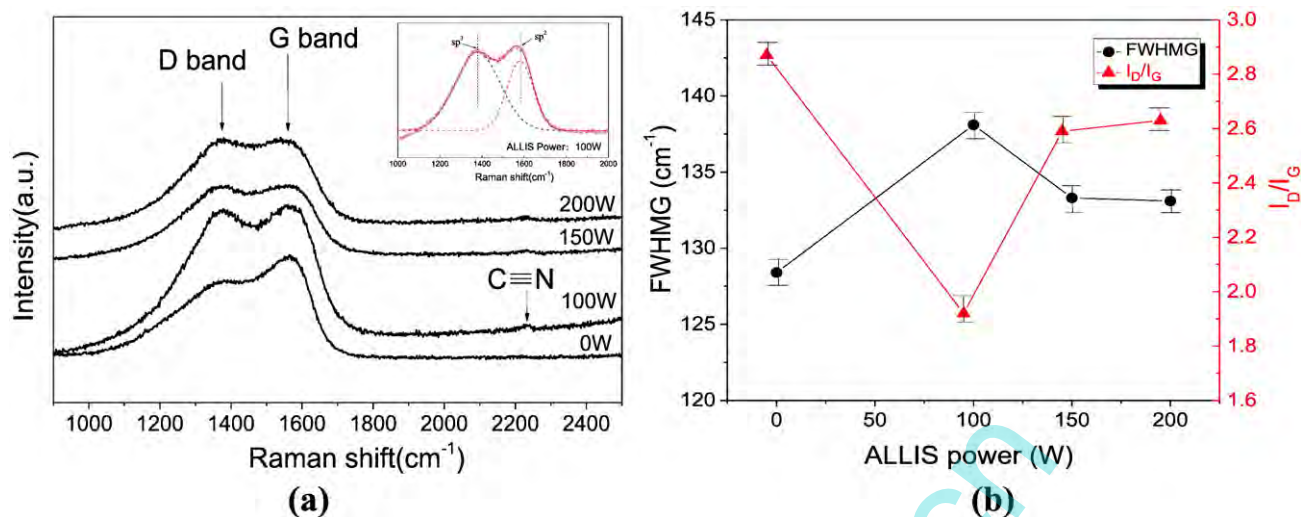 D band
G band
sp³
sp²
ALLIS Power: 100W
1000 1200 1400 1600 1800 2000
Raman shift(cm⁻¹)
200W
150W
C≡N
100W
0W
Intensity(a.u.)
1000 1200 1400 1600 1800 2000 2200 2400
Raman shift(cm⁻¹)
(a)
FWHMG
I_D/I_G
145
140
135
130
125
120
FWHMG (cm⁻¹)
3.0
2.8
2.6
2.4
2.2
2.0
1.8
1.6
I_D/I_G
0 50 100 150 200
ALLIS power (W)
(b)